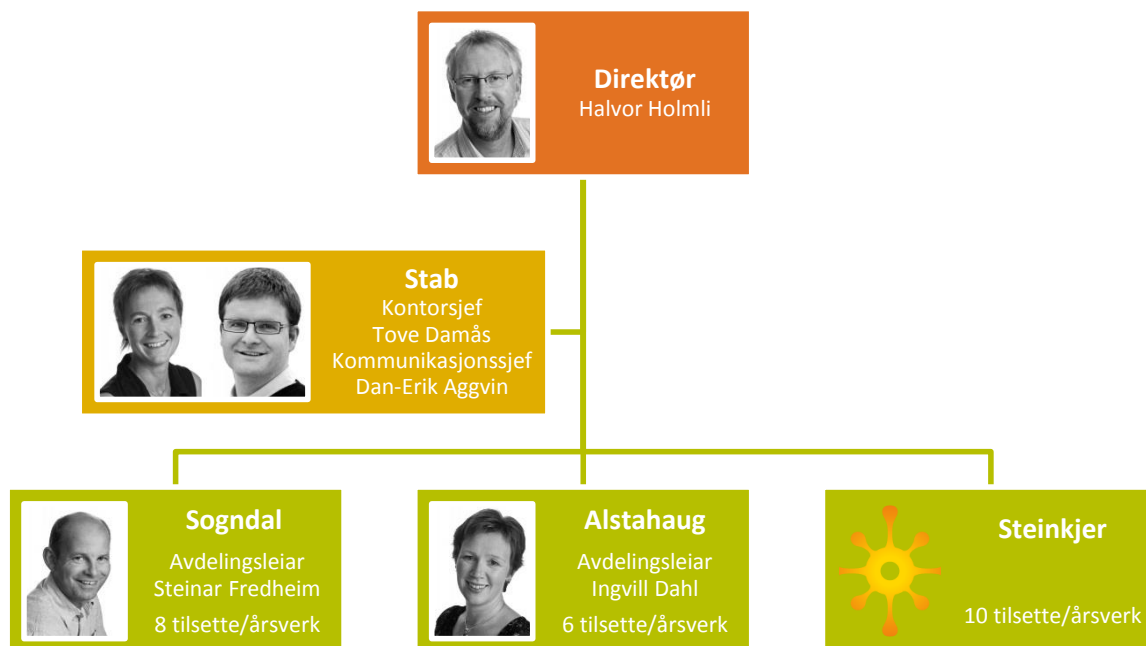 Direktør
Halvor Holmli
Stab
Kontorsjef
Tove Damås
Kommunikasjonssjef
Dan-Erik Aggvin
Sogndal
Avdelingsleiar
Steinar Fredheim
8 tilsette/årsverk
Alstahaug
Avdelingsleiar
Ingvill Dahl
6 tilsette/årsverk
Steinkjer
10 tilsette/årsverk